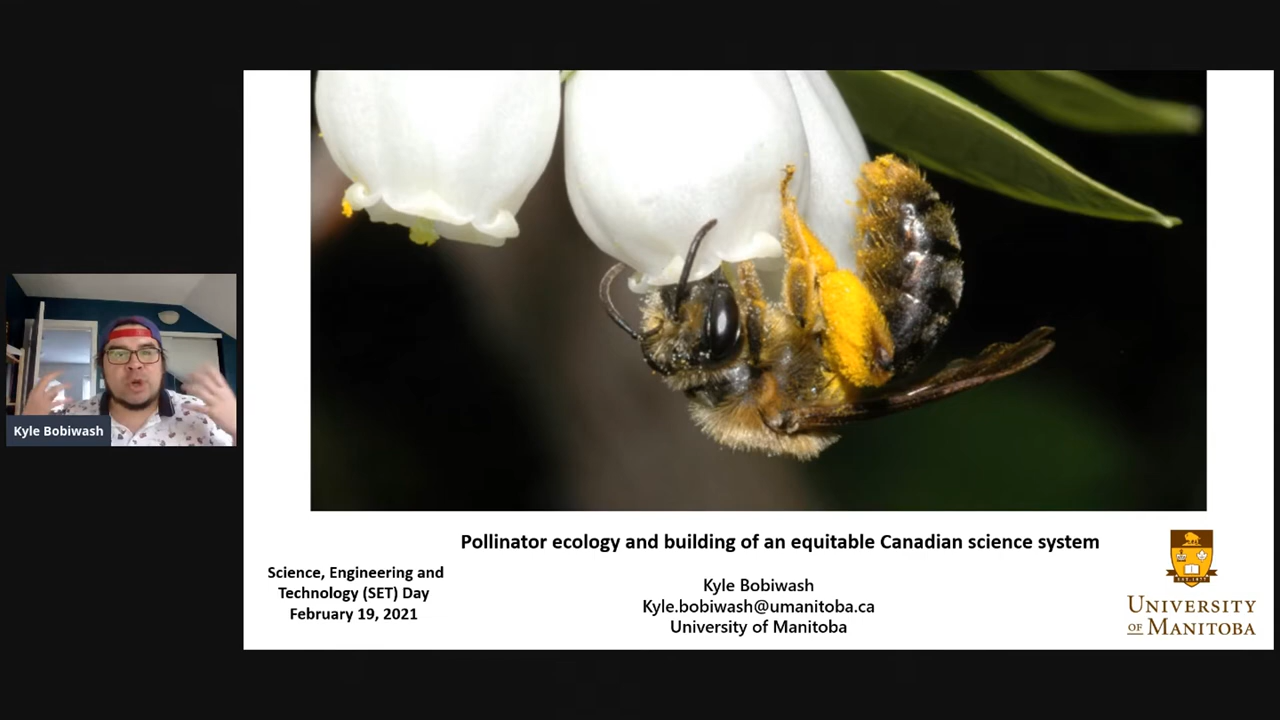 Kyle Bobiwash
Pollinator ecology and building of an equitable Canadian science system
Science, Engineering and
Technology (SET) Day
February 19, 2021
Kyle Bobiwash
Kyle.bobiwash@umanitoba.ca
University of Manitoba
UNIVERSITY
OF MANITOBA